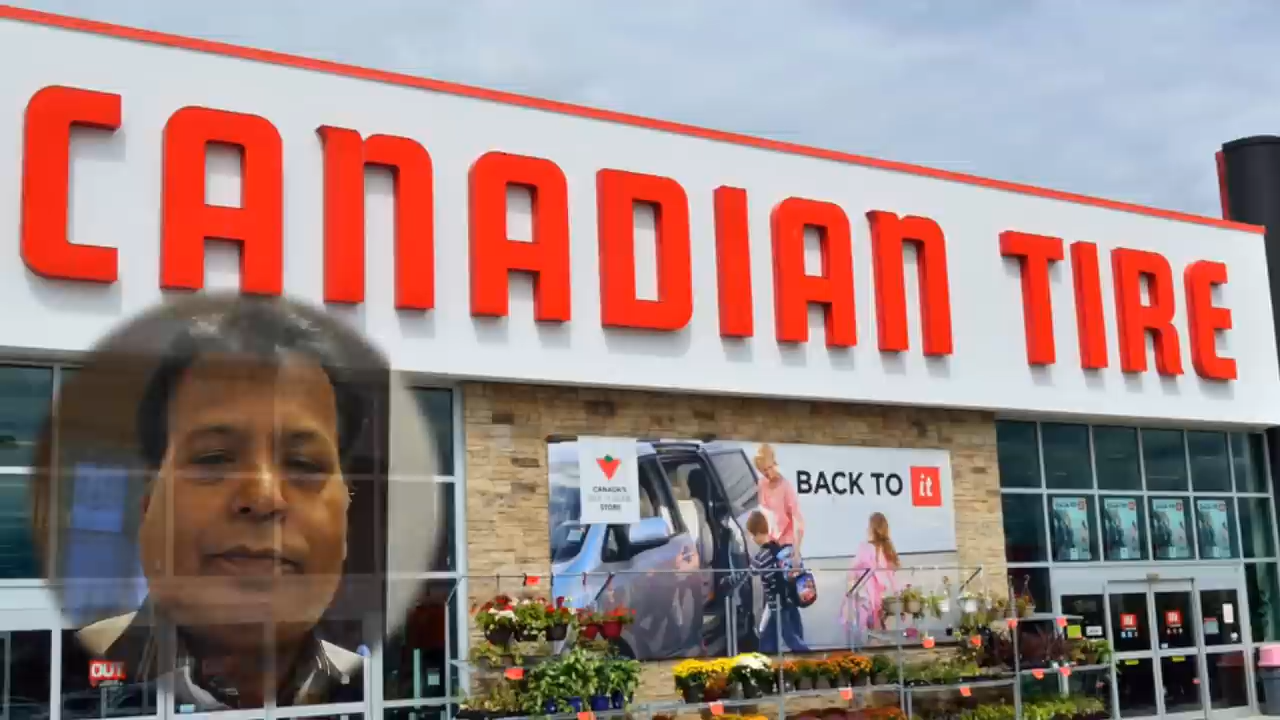 CANADIAN TIRE
BACK TO it
CANADA'S
STORE
OUT